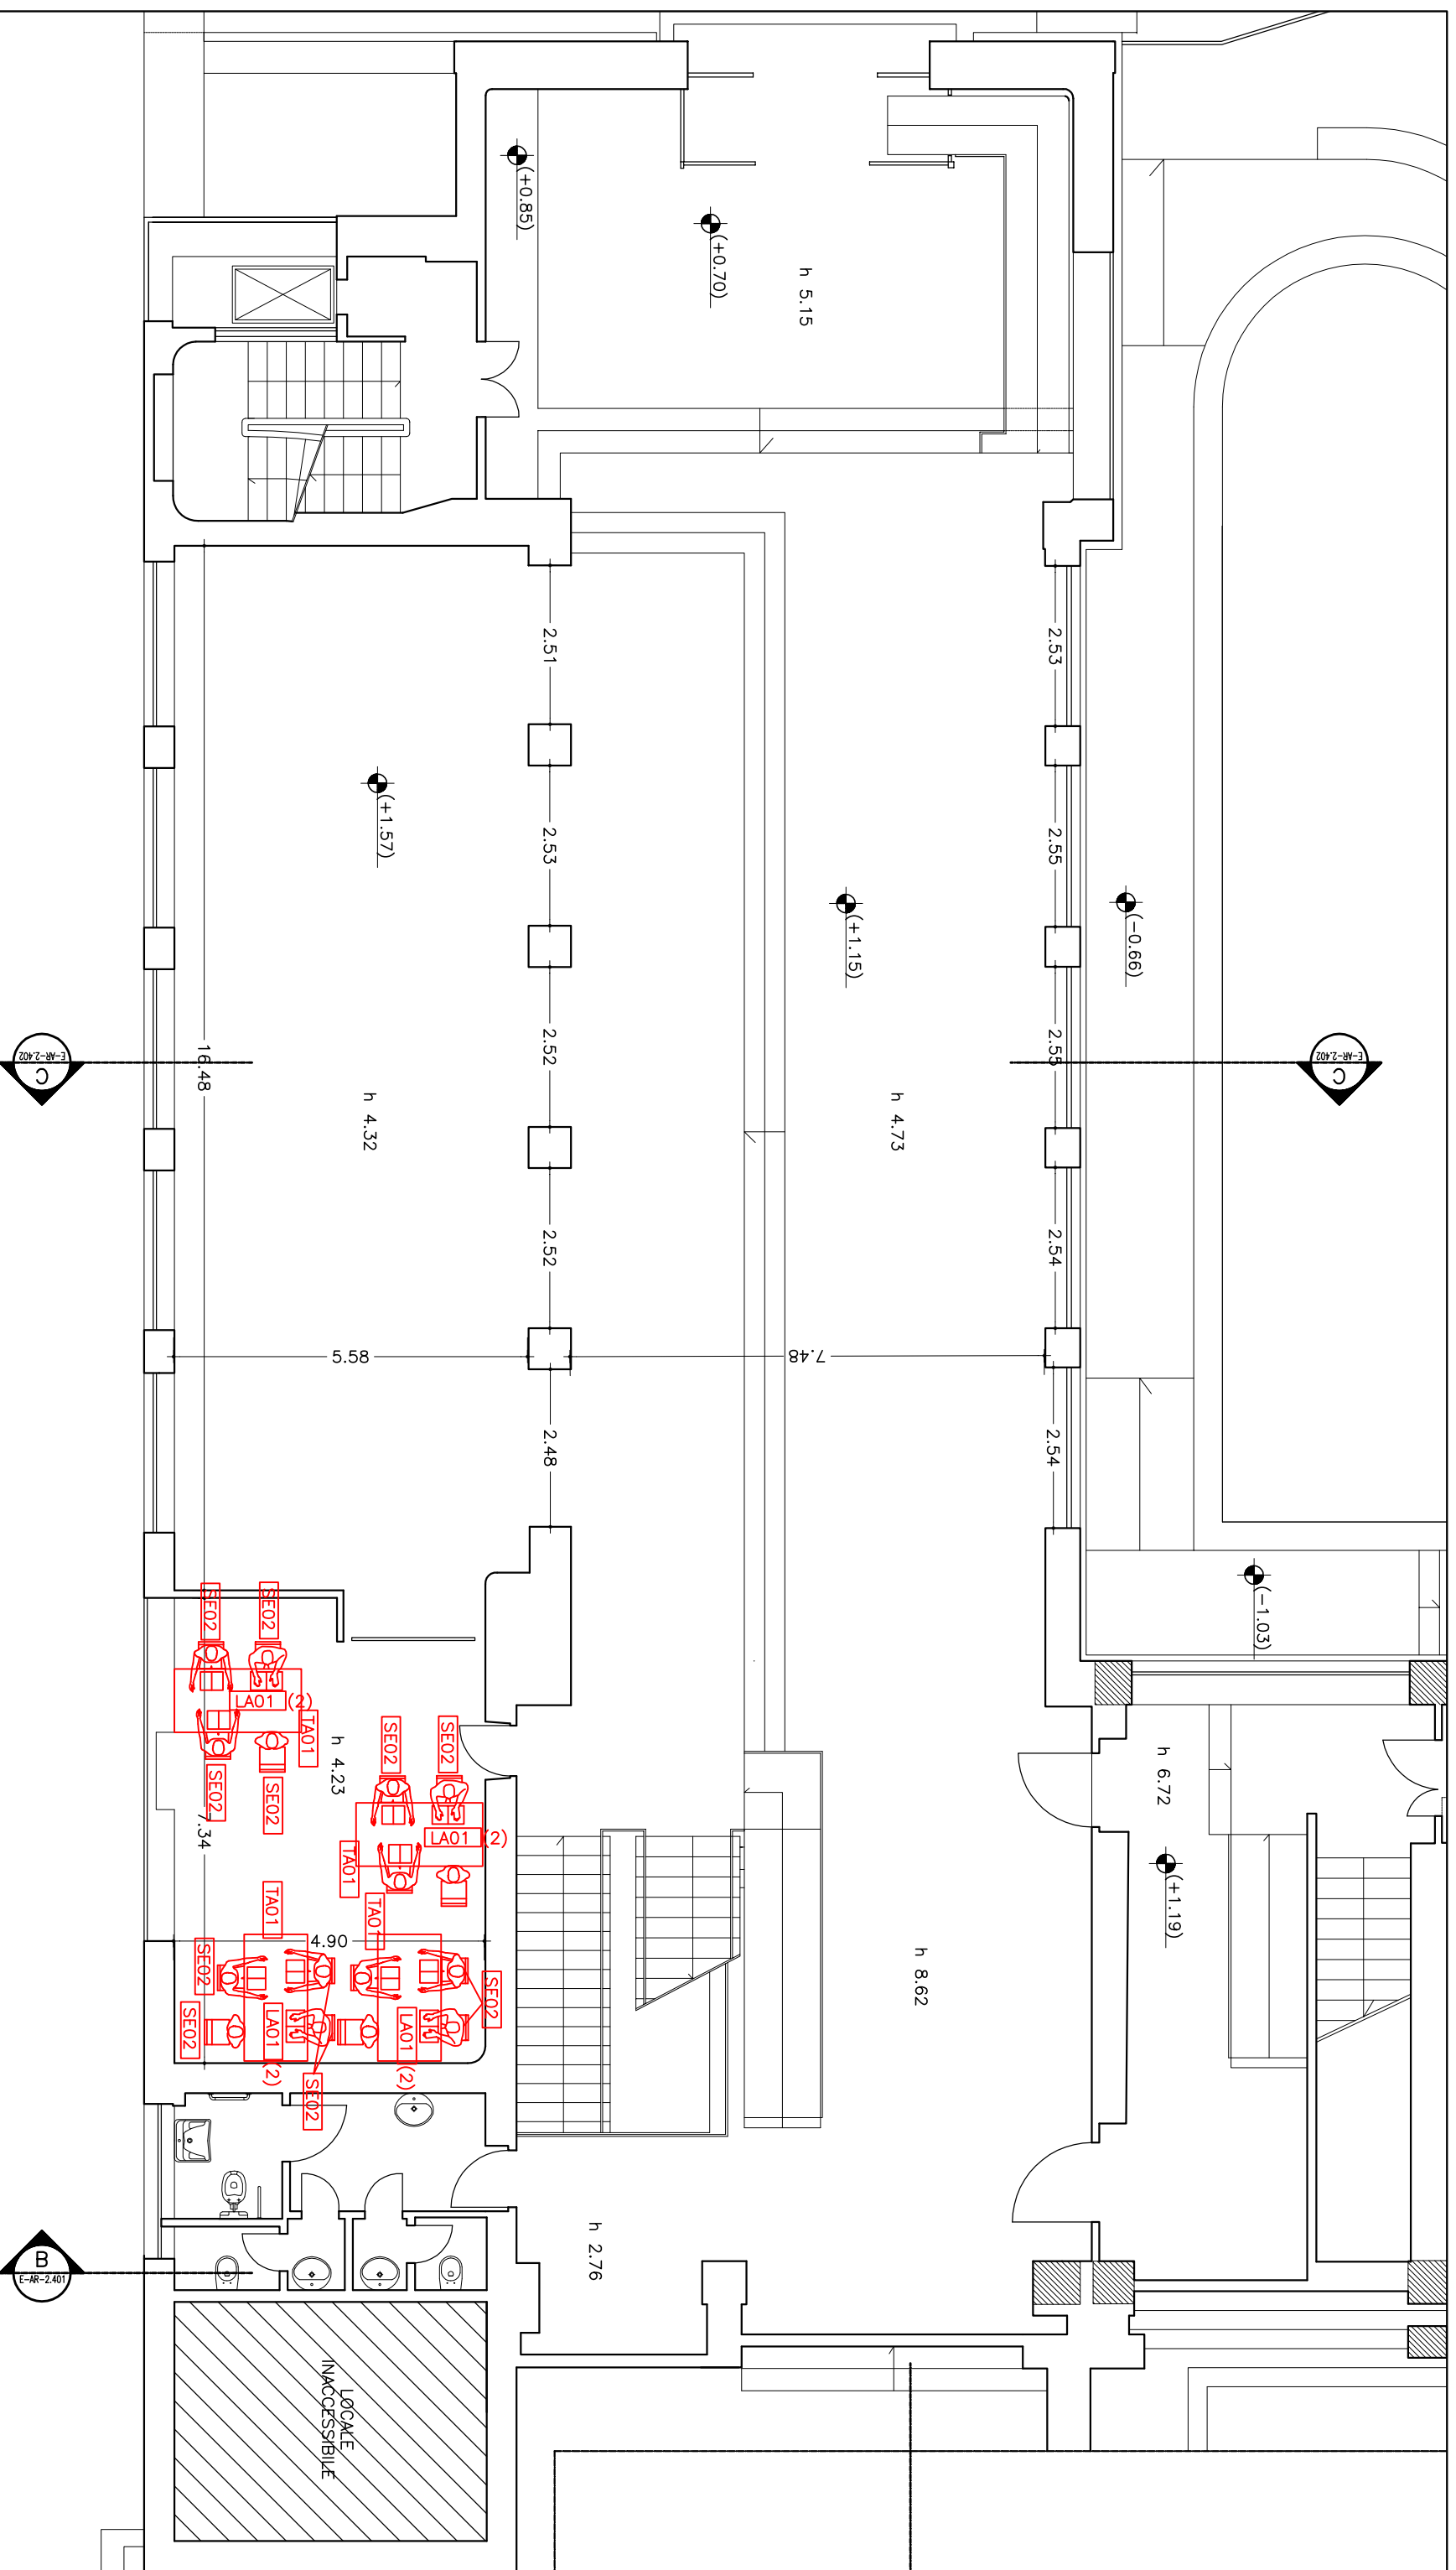 (+0.85)
(+0.70)
h 5.15
2.51
2.53
(+1.57)
2.53
2.55
(+1.15)
(-0.66)
E-AR-2.402
C
E-AR-2.402
C
16.48
2.52
2.55
h 4.32
h 4.73
2.52
2.54
5.58
7.48
2.48
2.54
(-1.03)
SE02
SE02
LA01 (2)
TA01
h 4.23
SE02
SE02
SE02
SE02
LA01 (2)
TA01
h 6.72
(+1.19)
7.34
TA01
TA01
4.90
SE02
SE02
SE02
LA01 (2)
LA01 (2)
SE02
h 8.62
h 2.76
B
E-AR-2.401
LOCALE
INACCESSIBILE